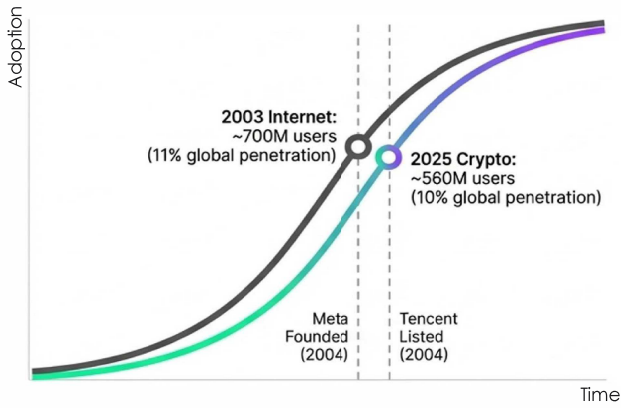 Adoption
2003 Internet:
~700M users
(11% global penetration)
2025 Crypto:
~560M users
(10% global penetration)
Meta
Founded
(2004)
Tencent
Listed
(2004)
Time